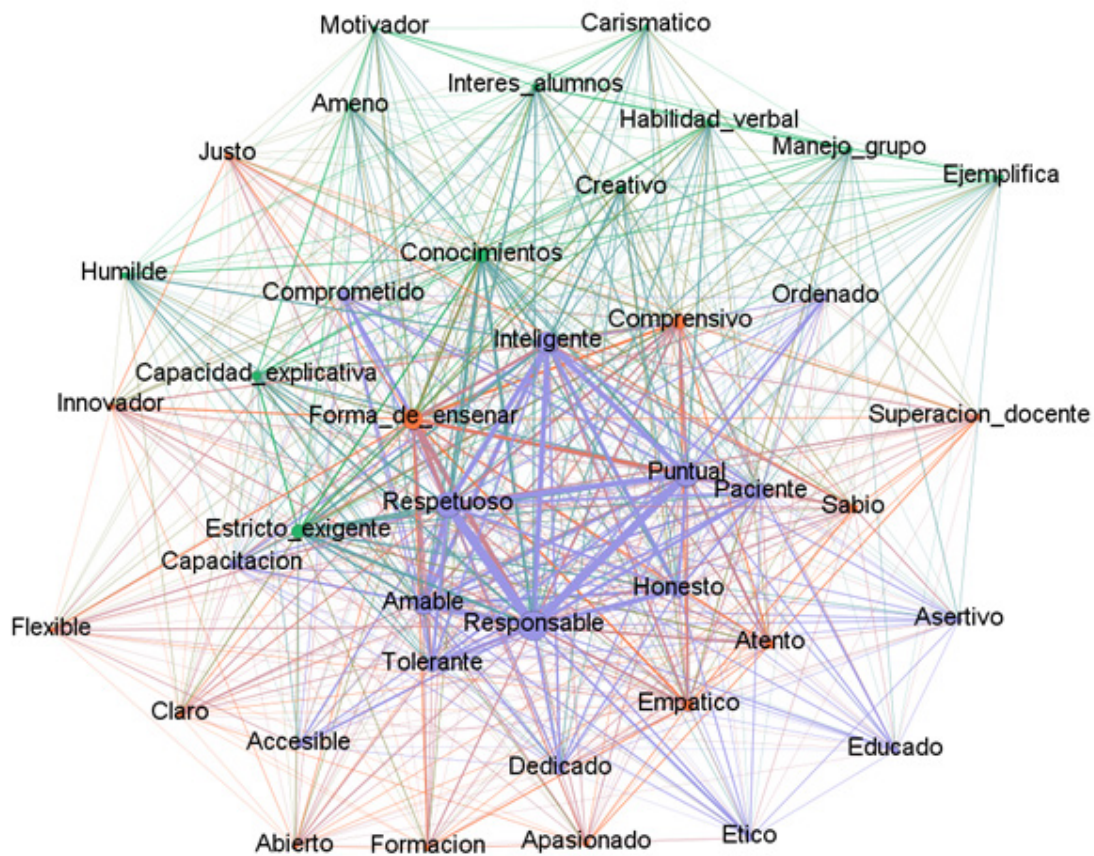 Motivador
Carismatico
Interes_alumnos
Ameno
Habilidad_verbal
Justo
Manejo_grupo
Ejemplifica
Creativo
Conocimientos
Humilde
Comprometido
Ordenado
Comprensivo
Inteligente
Capacidad_explicativa
Innovador
Forma_de_ensenar
Superacion_docente
Puntual
Paciente
Respetuoso
Sabio
Estricto_exigente
Capacitacion
Honesto
Amable
Responsable
Flexible
Asertivo
Atento
Tolerante
Empatico
Claro
Accesible
Educado
Dedicado
Etico
Abierto
Formacion
Apasionado